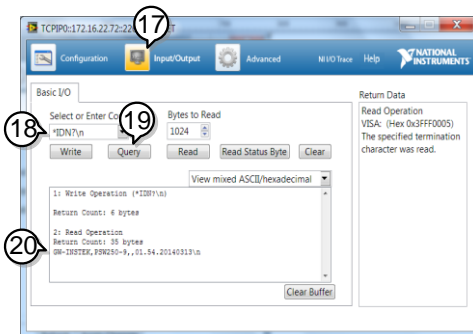 TCPIP0::172.16.22.72::22
17
Configuration
Input/Output
Advanced
NI I/O Trace
Help
NATIONAL
INSTRUMENTS
Basic I/O
Return Data
18
Select or Enter Co
19
Bytes to Read
*IDN?\n
1024
Write
Query
Read
Read Status Byte
Clear
Read Operation
VISA: (Hex 0x3FFF0005)
The specified termination
character was read.
View mixed ASCII/hexadecimal
1: Write Operation (*IDN?\n)
Return Count: 6 bytes
2: Read Operation
Return Count: 35 bytes
20
GW-INSTEK,PSW250-9,,01.54.20140313\n
Clear Buffer